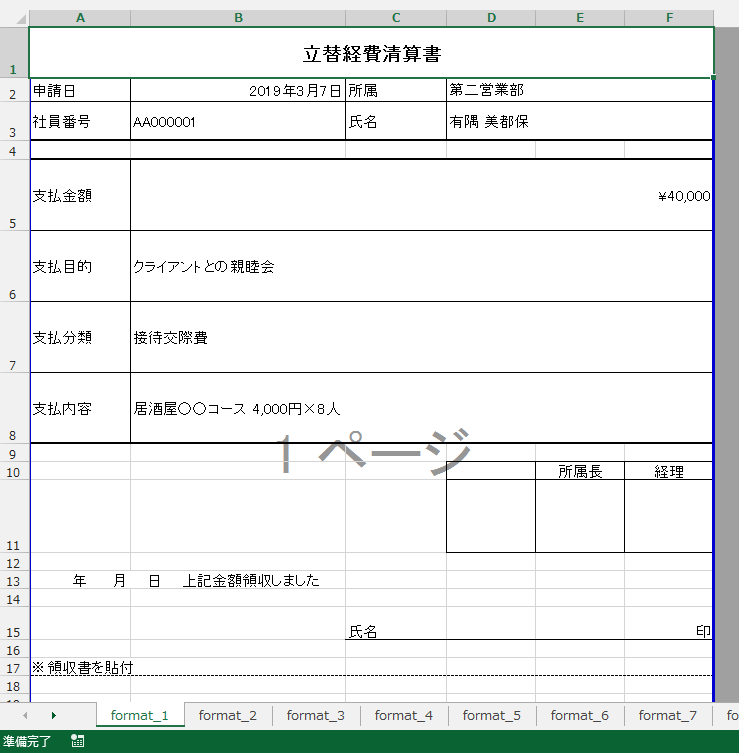 A B C D E F
1 立替経費清算書
2 申請日 2019年3月7日 所属 第二営業部
3 社員番号 AA000001 氏名 有隅 美都保
4
5 支払金額 ¥40,000
6 支払目的 クライアントとの親睦会
7 支払分類 接待交際費
8 支払内容 居酒屋〇〇コース 4,000円×8人
1 ページ
9
10 所属長 経理
11
12
13 年 月 日 上記金額領収しました
14
15 氏名 印
16
17 ※領収書を貼付
18
format_1 format_2 format_3 format_4 format_5 format_6 format_7 fo
準備完了